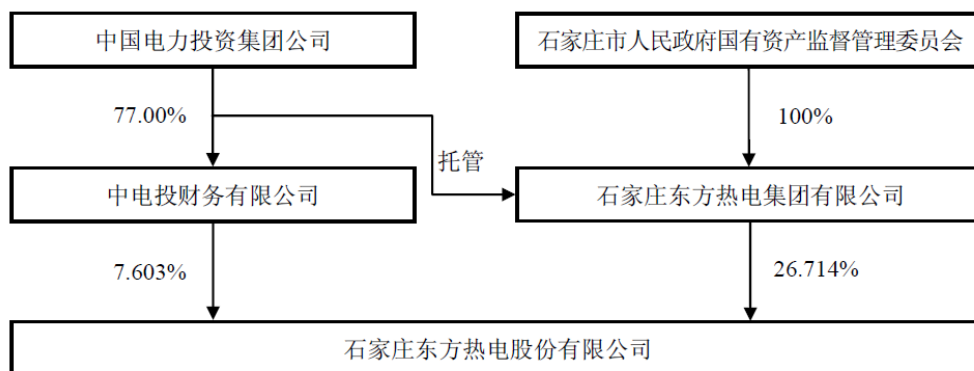 中国电力投资集团公司
石家庄市人民政府国有资产监督管理委员会
77.00%
100%
托管
中电投财务有限公司
石家庄东方热电集团有限公司
7.603%
26.714%
石家庄东方热电股份有限公司